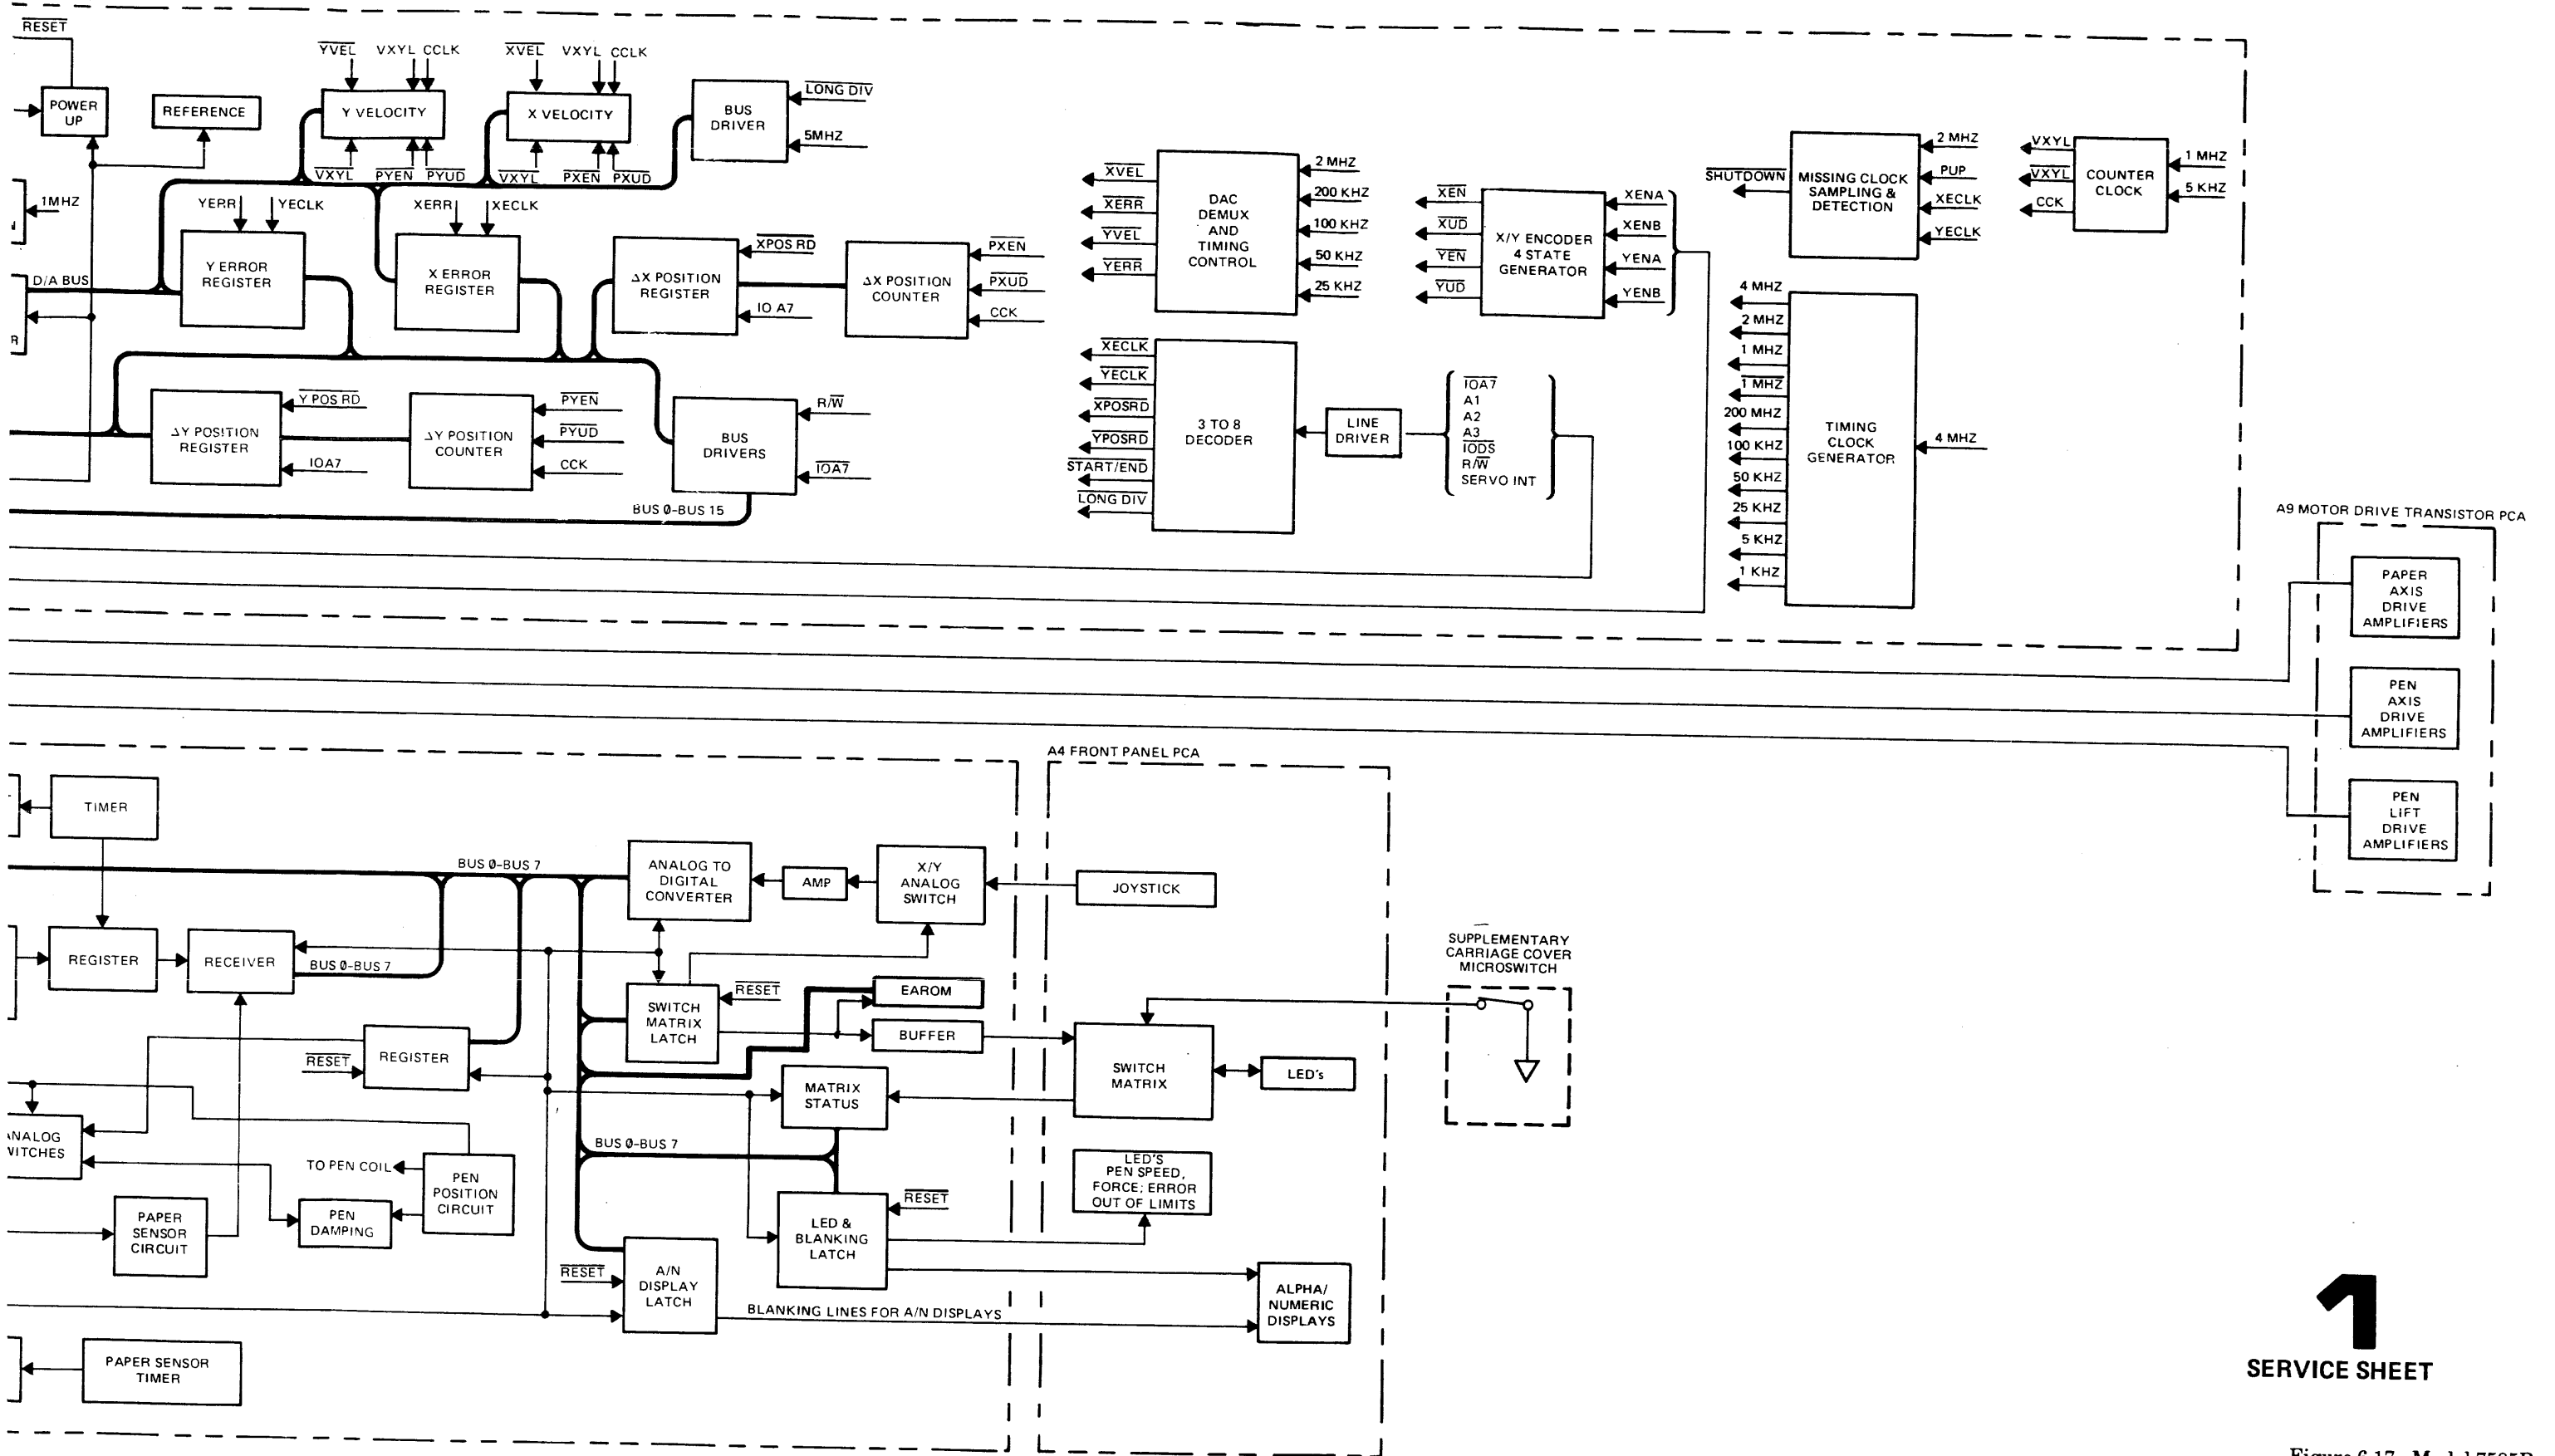 RESET
YVEL VXYL CCLK
XVEL VXYL CCLK
POWER
UP
REFERENCE
Y VELOCITY
X VELOCITY
BUS
DRIVER
LONG DIV
5MHZ
VXYL PYEN PYUD
VXYL PXEN PXUD
1MHZ
YERR YECLK
XERR XECLK
D/A BUS
Y ERROR
REGISTER
X ERROR
REGISTER
ΔX POSITION
REGISTER
XPOS RD
IO A7
ΔX POSITION
COUNTER
PXEN
PXUD
CCK
R
ΔY POSITION
REGISTER
Y POS RD
IOA7
ΔY POSITION
COUNTER
PYEN
PYUD
CCK
BUS
DRIVERS
R/W
IOA7
BUS 0-BUS 15
XVEL
XERR
YVEL
YERR
DAC
DEMUX
AND
TIMING
CONTROL
2 MHZ
200 KHZ
100 KHZ
50 KHZ
25 KHZ
XEN
XUD
YEN
YUD
X/Y ENCODER
4 STATE
GENERATOR
XENA
XENB
YENA
YENB
SHUTDOWN
MISSING CLOCK
SAMPLING &
DETECTION
2 MHZ
PUP
XECLK
YECLK
VXYL
VXYL
CCK
COUNTER
CLOCK
1 MHZ
5 KHZ
XECLK
YECLK
XPOSRD
YPOSRD
START/END
LONG DIV
3 TO 8
DECODER
LINE
DRIVER
IOA7
A1
A2
A3
IODS
R/W
SERVO INT
4 MHZ
2 MHZ
1 MHZ
1 MHZ
200 MHZ
100 KHZ
50 KHZ
25 KHZ
5 KHZ
1 KHZ
TIMING
CLOCK
GENERATOR
4 MHZ
A9 MOTOR DRIVE TRANSISTOR PCA
PAPER
AXIS
DRIVE
AMPLIFIERS
PEN
AXIS
DRIVE
AMPLIFIERS
PEN
LIFT
DRIVE
AMPLIFIERS
A4 FRONT PANEL PCA
TIMER
BUS 0-BUS 7
ANALOG TO
DIGITAL
CONVERTER
AMP
X/Y
ANALOG
SWITCH
JOYSTICK
REGISTER
RECEIVER
BUS 0-BUS 7
SWITCH
MATRIX
LATCH
RESET
EAROM
BUFFER
SUPPLEMENTARY
CARRIAGE COVER
MICROSWITCH
REGISTER
RESET
MATRIX
STATUS
SWITCH
MATRIX
LED's
ANALOG
WITCHES
TO PEN COIL
PEN
POSITION
CIRCUIT
PEN
DAMPING
PAPER
SENSOR
CIRCUIT
BUS 0-BUS 7
LED &
BLANKING
LATCH
RESET
LED'S
PEN SPEED,
FORCE; ERROR
OUT OF LIMITS
RESET
A/N
DISPLAY
LATCH
BLANKING LINES FOR A/N DISPLAYS
ALPHA/
NUMERIC
DISPLAYS
PAPER SENSOR
TIMER
1
SERVICE SHEET